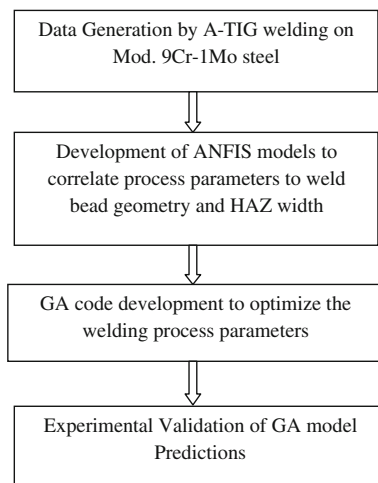 Data Generation by A-TIG welding on
Mod. 9Cr-1Mo steel
Development of ANFIS models to
correlate process parameters to weld
bead geometry and HAZ width
GA code development to optimize the
welding process parameters
Experimental Validation of GA model
Predictions